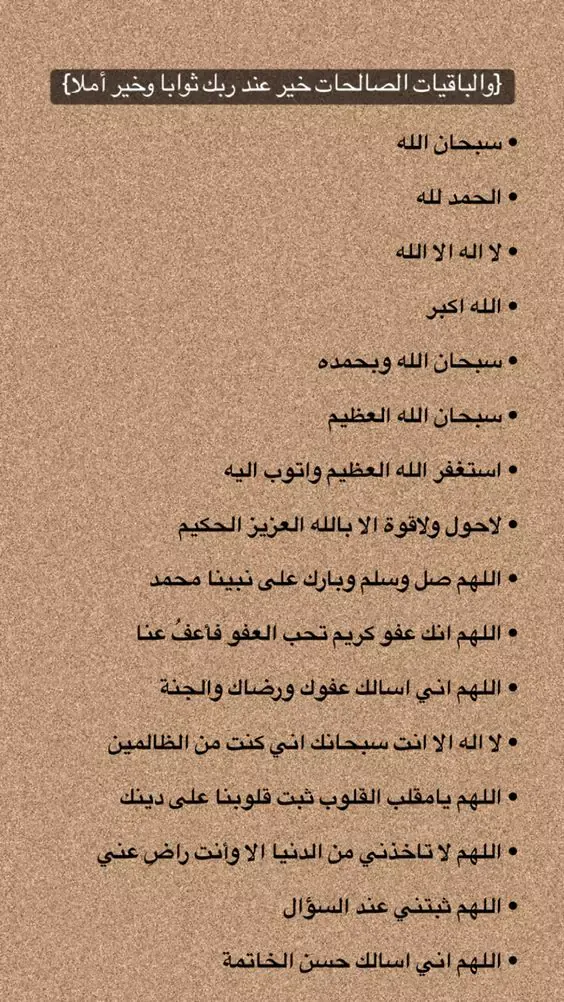 {والباقيات الصالحات خير عند ربك ثوابا وخير أملا}
• سبحان الله
• الحمد لله
• لا اله الا الله
• الله اكبر
• سبحان الله وبحمده
• سبحان الله العظيم
• استغفر الله العظيم واتوب اليه
• لاحول ولاقوة الا بالله العزيز الحكيم
• اللهم صل وسلم وبارك على نبينا محمد
• اللهم انك عفو كريم تحب العفو فأعفُ عنا
• اللهم اني اسالك عفوك ورضاك والجنة
• لا اله الا انت سبحانك اني كنت من الظالمين
• اللهم يامقلب القلوب ثبت قلوبنا على دينك
• اللهم لا تاخذني من الدنيا الا وأنت راض عني
• اللهم ثبتني عند السؤال
• اللهم اني اسالك حسن الخاتمة